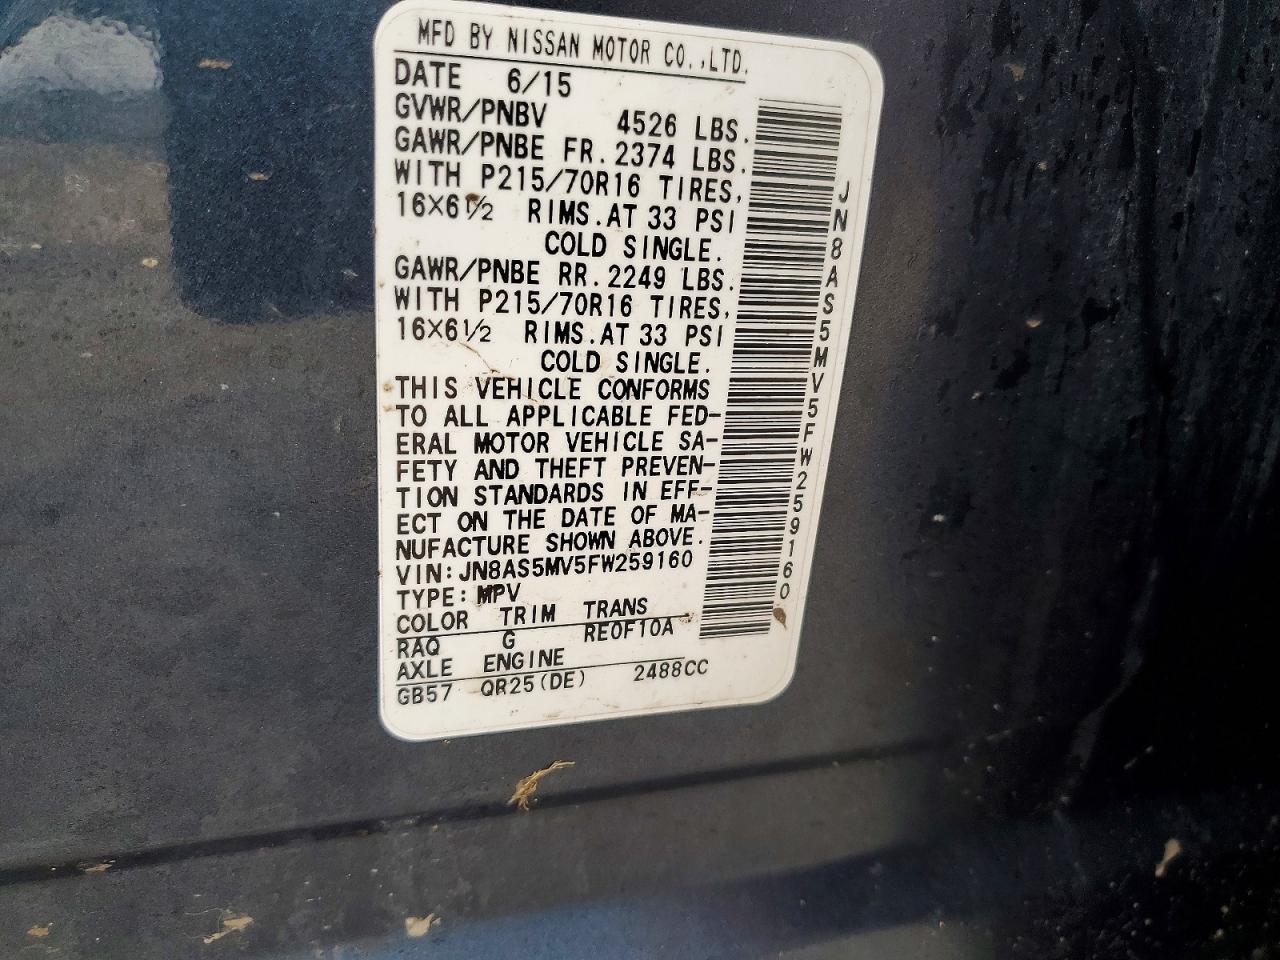 MFD BY NISSAN MOTOR CO.,LTD.
DATE 6/15
GVWR/PNBV 4526 LBS.
GAWR/PNBE FR. 2374 LBS.
WITH P215/70R16 TIRES,
16X6 1/2 RIMS. AT 33 PSI
COLD SINGLE.
GAWR/PNBE RR. 2249 LBS.
WITH P215/70R16 TIRES,
16X6 1/2 RIMS. AT 33 PSI
COLD SINGLE.
THIS VEHICLE CONFORMS
TO ALL APPLICABLE FED-
ERAL MOTOR VEHICLE SA-
FETY AND THEFT PREVEN-
TION STANDARDS IN EFF-
ECT ON THE DATE OF MA-
NUFACTURE SHOWN ABOVE.
VIN: JN8AS5MV5FW259160
TYPE: MPV
COLOR TRIM TRANS
RAQ G RE0F10A
AXLE ENGINE
GB57 QR25(DE) 2488CC
JN8AS5MV5FW259160